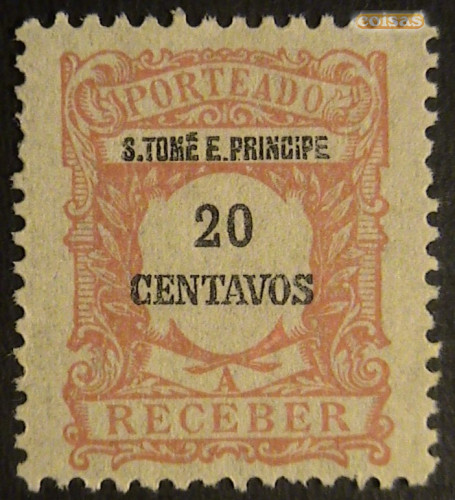 coisas
PORTEADO
S. TOMÉ E. PRINCIPE
20
CENTAVOS
A
RECEBER